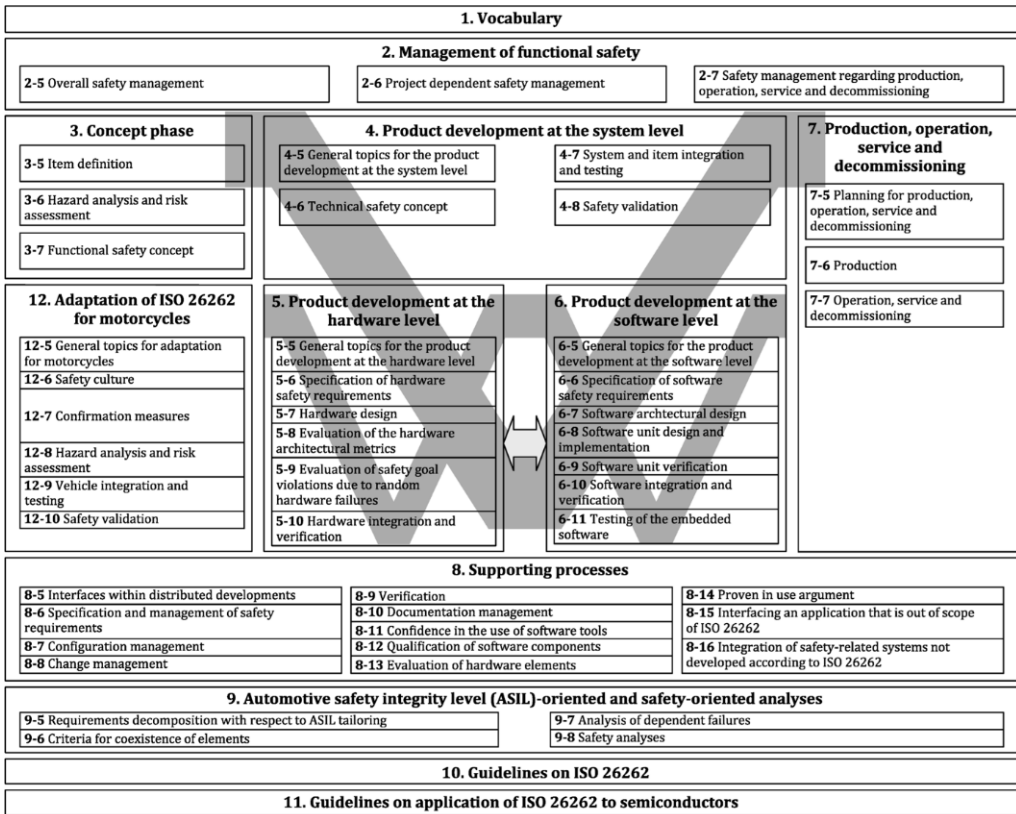 1. Vocabulary
2. Management of functional safety
2-5 Overall safety management
2-6 Project dependent safety management
2-7 Safety management regarding production,
operation, service and decommissioning
3. Concept phase
3-5 Item definition
3-6 Hazard analysis and risk
assessment
3-7 Functional safety concept
4. Product development at the system level
4-5 General topics for the product
development at the system level
4-6 Technical safety concept
4-7 System and item integration
and testing
4-8 Safety validation
7. Production, operation,
service and
decommissioning
7-5 Planning for production,
operation, service and
decommissioning
7-6 Production
7-7 Operation, service and
decommissioning
12. Adaptation of ISO 26262
for motorcycles
12-5 General topics for adaptation
for motorcycles
12-6 Safety culture
12-7 Confirmation measures
12-8 Hazard analysis and risk
assessment
12-9 Vehicle integration and
testing
12-10 Safety validation
5. Product development at the
hardware level
5-5 General topics for the product
development at the hardware level
5-6 Specification of hardware
safety requirements
5-7 Hardware design
5-8 Evaluation of the hardware
architectural metrics
5-9 Evaluation of safety goal
violations due to random
hardware failures
5-10 Hardware integration and
verification
6. Product development at the
software level
6-5 General topics for the product
development at the software level
6-6 Specification of software
safety requirements
6-7 Software archtectural design
6-8 Software unit design and
implementation
6-9 Software unit verification
6-10 Software integration and
verification
6-11 Testing of the embedded
software
8. Supporting processes
8-5 Interfaces within distributed developments
8-6 Specification and management of safety
requirements
8-7 Configuration management
8-8 Change management
8-9 Verification
8-10 Documentation management
8-11 Confidence in the use of software tools
8-12 Qualification of software components
8-13 Evaluation of hardware elements
8-14 Proven in use argument
8-15 Interfacing an application that is out of scope
of ISO 26262
8-16 Integration of safety-related systems not
developed according to ISO 26262
9. Automotive safety integrity level (ASIL)-oriented and safety-oriented analyses
9-5 Requirements decomposition with respect to ASIL tailoring
9-6 Criteria for coexistence of elements
9-7 Analysis of dependent failures
9-8 Safety analyses
10. Guidelines on ISO 26262
11. Guidelines on application of ISO 26262 to semiconductors